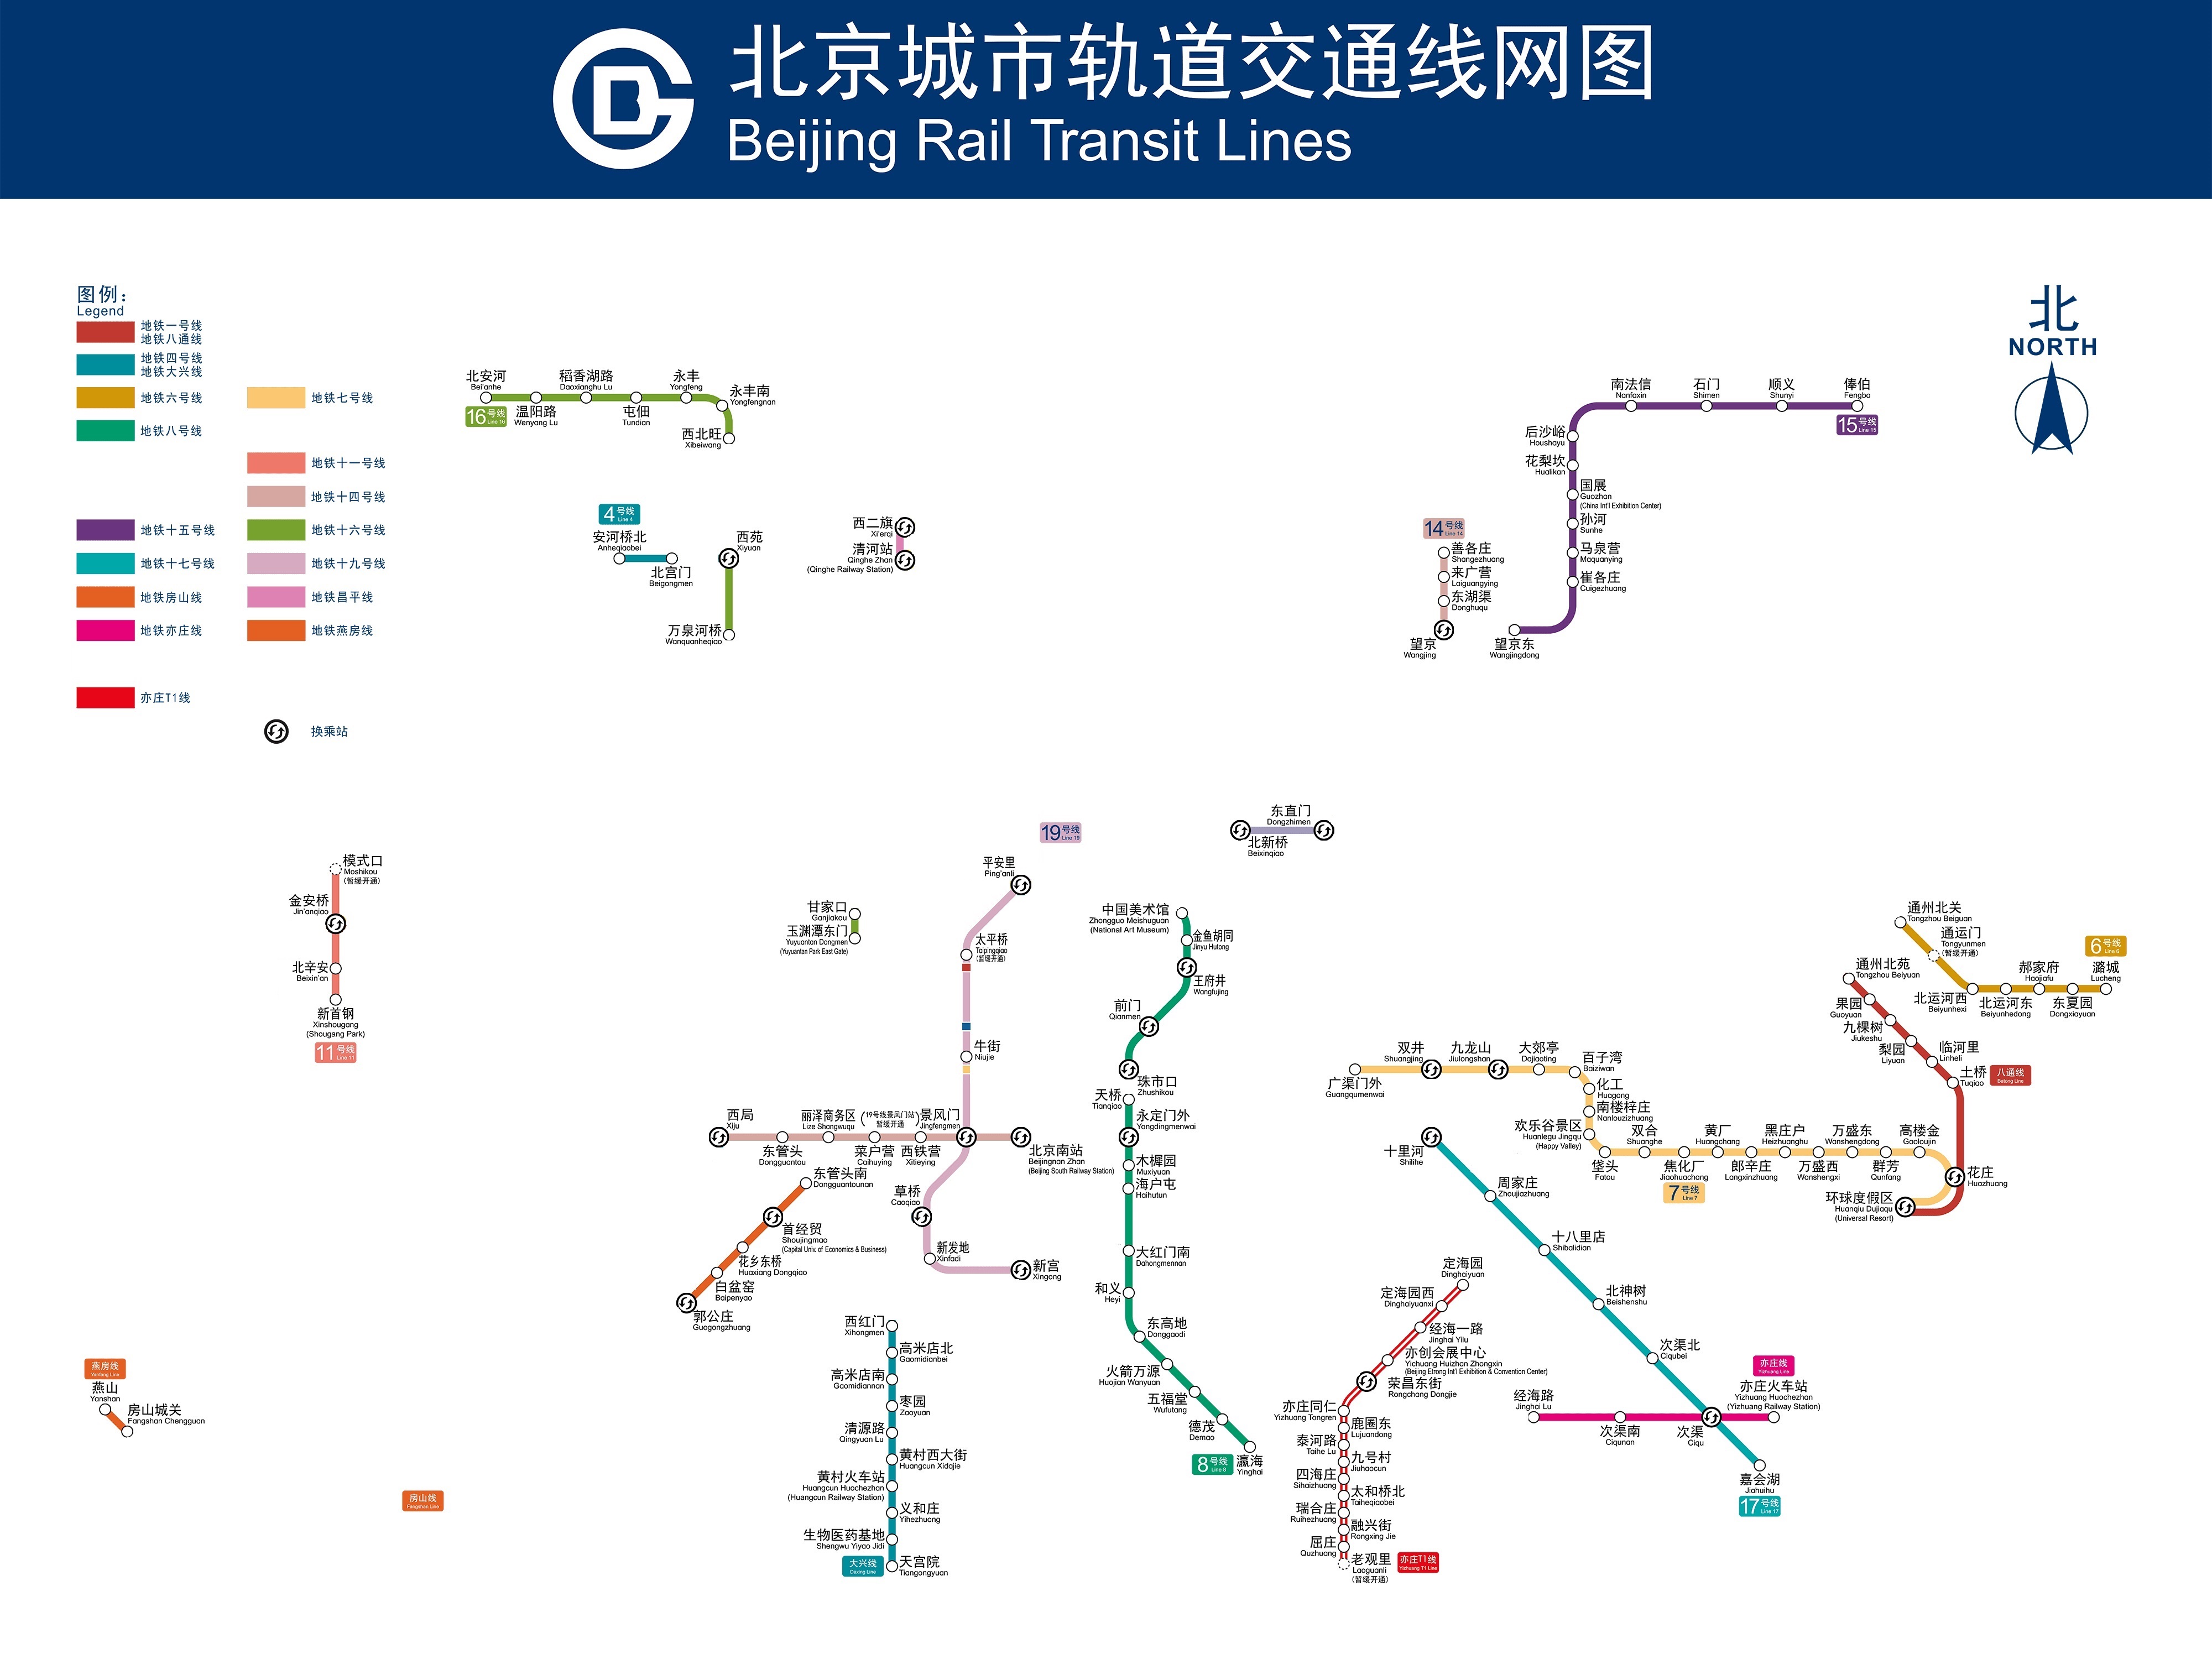 北京城市轨道交通线网图
Beijing Rail Transit Lines
图例：
Legend
地铁一号线
地铁八通线
地铁四号线
地铁大兴线
地铁六号线
地铁七号线
地铁八号线
地铁十一号线
地铁十四号线
地铁十五号线
地铁十六号线
地铁十七号线
地铁十九号线
地铁房山线
地铁昌平线
地铁亦庄线
地铁燕房线
亦庄T1线
换乘站
北
NORTH
北安河
Bei'anhe
16号线
Line 16
温阳路
Wenyang Lu
稻香湖路
Daoxianghu Lu
屯佃
Tundian
永丰
Yongfeng
永丰南
Yongfengnan
西北旺
Xibeiwang
4号线
Line 4
安河桥北
Anheqiaobei
北宫门
Beigongmen
西苑
Xiyuan
万泉河桥
Wanquanheqiao
西二旗
Xi'erqi
清河站
Qinghe Zhan
(Qinghe Railway Station)
南法信
Nanfaxin
石门
Shimen
顺义
Shunyi
俸伯
Fengbo
15号线
Line 15
后沙峪
Houshayu
花梨坎
Hualikan
国展
Guozhan
(China Int'l Exhibition Center)
孙河
Sunhe
马泉营
Maquanying
崔各庄
Cuigezhuang
望京东
Wangjingdong
14号线
Line 14
善各庄
Shangezhuang
来广营
Laiguangying
东湖渠
Donghuqu
望京
Wangjing
东直门
Dongzhimen
北新桥
Beixinqiao
模式口
Moshikou
(暂缓开通)
金安桥
Jin'anqiao
北辛安
Beixin'an
新首钢
Xinshougang
(Shougang Park)
11号线
Line 11
甘家口
Ganjiakou
玉渊潭东门
Yuyuantan Dongmen
(Yuyuantan Park East Gate)
19号线
Line 19
平安里
Ping'anli
太平桥
Taipingqiao
(暂缓开通)
牛街
Niujie
景风门
Jingfengmen
(19号线景风门站
暂缓开通)
草桥
Caoqiao
新发地
Xinfadi
新宫
Xingong
西局
Xiju
东管头
Dongguantou
丽泽商务区
Lize Shangwuqu
菜户营
Caihuying
西铁营
Xitieying
北京南站
Beijingnan Zhan
(Beijing South Railway Station)
东管头南
Dongguantounan
首经贸
Shoujingmao
(Capital Univ. of Economics & Business)
花乡东桥
Huaxiang Dongqiao
白盆窑
Baipenyao
郭公庄
Guogongzhuang
中国美术馆
Zhongguo Meishuguan
(National Art Museum)
金鱼胡同
Jinyu Hutong
王府井
Wangfujing
前门
Qianmen
珠市口
Zhushikou
天桥
Tianqiao
永定门外
Yongdingmenwai
木樨园
Muxiyuan
海户屯
Haihutun
大红门南
Dahongmennan
和义
Heyi
东高地
Donggaodi
火箭万源
Huojian Wanyuan
五福堂
Wufutang
德茂
Demao
瀛海
Yinghai
8号线
Line 8
西红门
Xihongmen
高米店北
Gaomidianbei
高米店南
Gaomidiannan
枣园
Zaoyuan
清源路
Qingyuan Lu
黄村西大街
Huangcun Xidajie
黄村火车站
Huangcun Huochezhan
(Huangcun Railway Station)
义和庄
Yihezhuang
生物医药基地
Shengwu Yiyao Jidi
天宫院
Tiangongyuan
大兴线
Daxing Line
燕房线
Yanfang Line
燕山
Yanshan
房山城关
Fangshan Chengguan
房山线
Fangshan Line
广渠门外
Guangqumenwai
双井
Shuangjing
九龙山
Jiulongshan
大郊亭
Dajiaoting
百子湾
Baiziwan
化工
Huagong
南楼梓庄
Nanlouzizhuang
欢乐谷景区
Huanlegu Jingqu
(Happy Valley)
垡头
Fatou
双合
Shuanghe
焦化厂
Jiaohuachang
7号线
Line 7
黄厂
Huangchang
郎辛庄
Langxinzhuang
黑庄户
Heizhuanghu
万盛西
Wanshengxi
万盛东
Wanshengdong
群芳
Qunfang
高楼金
Gaoloujin
花庄
Huazhuang
环球度假区
Huanqiu Dujiaqu
(Universal Resort)
通州北关
Tongzhou Beiguan
通运门
Tongyunmen
(暂缓开通)
北运河西
Beiyunhexi
北运河东
Beiyunhedong
郝家府
Haojiafu
东夏园
Dongxiayuan
潞城
Lucheng
6号线
Line 6
通州北苑
Tongzhou Beiyuan
果园
Guoyuan
九棵树
Jiukeshu
梨园
Liyuan
临河里
Linheli
土桥
Tuqiao
八通线
Batong Line
十里河
Shilihe
周家庄
Zhoujiazhuang
十八里店
Shibalidian
北神树
Beishenshu
次渠北
Ciqubei
次渠
Ciqu
嘉会湖
Jiahuihu
17号线
Line 17
经海路
Jinghai Lu
次渠南
Ciqunan
亦庄线
Yizhuang Line
亦庄火车站
Yizhuang Huochezhan
(Yizhuang Railway Station)
定海园
Dinghaiyuan
定海园西
Dinghaiyuanxi
经海一路
Jinghai Yilu
亦创会展中心
Yichuang Huizhan Zhongxin
(Beijing Etrong Int'l Exhibition & Convention Center)
荣昌东街
Rongchang Dongjie
亦庄同仁
Yizhuang Tongren
鹿圈东
Lujuandong
泰河路
Taihe Lu
九号村
Jiuhaocun
四海庄
Sihaizhuang
太和桥北
Taiheqiaobei
瑞合庄
Ruihezhuang
融兴街
Rongxing Jie
屈庄
Quzhuang
老观里
Laoguanli
(暂缓开通)
亦庄T1线
Yizhuang T1 Line